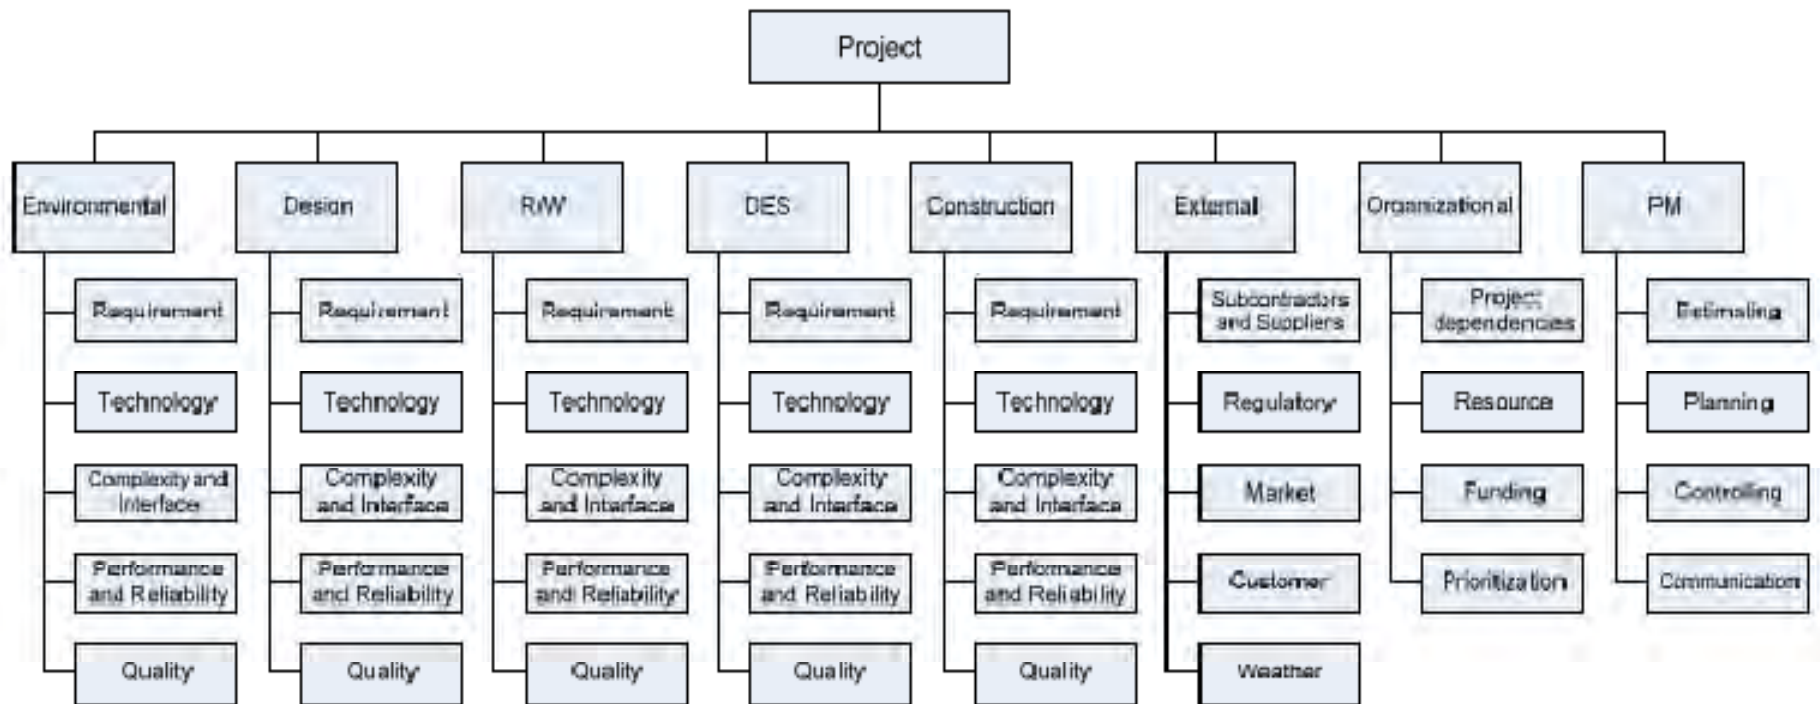 Project
Environmental
Design
R/W
DES
Construction
External
Organizational
PM
Requirement
Requirement
Requirement
Requirement
Requirement
Subcontractors
and Suppliers
Project
dependencies
Estimating
Technology
Technology
Technology
Technology
Technology
Regulatory
Resource
Planning
Complexity and
Interface
Complexity
and Interface
Complexity
and Interface
Complexity
and Interface
Complexity
and Interface
Market
Funding
Controlling
Performance
and Reliability
Performance
and Reliability
Performance
and Reliability
Performance
and Reliability
Performance
and Reliability
Customer
Prioritization
Communication
Quality
Quality
Quality
Quality
Quality
Weather